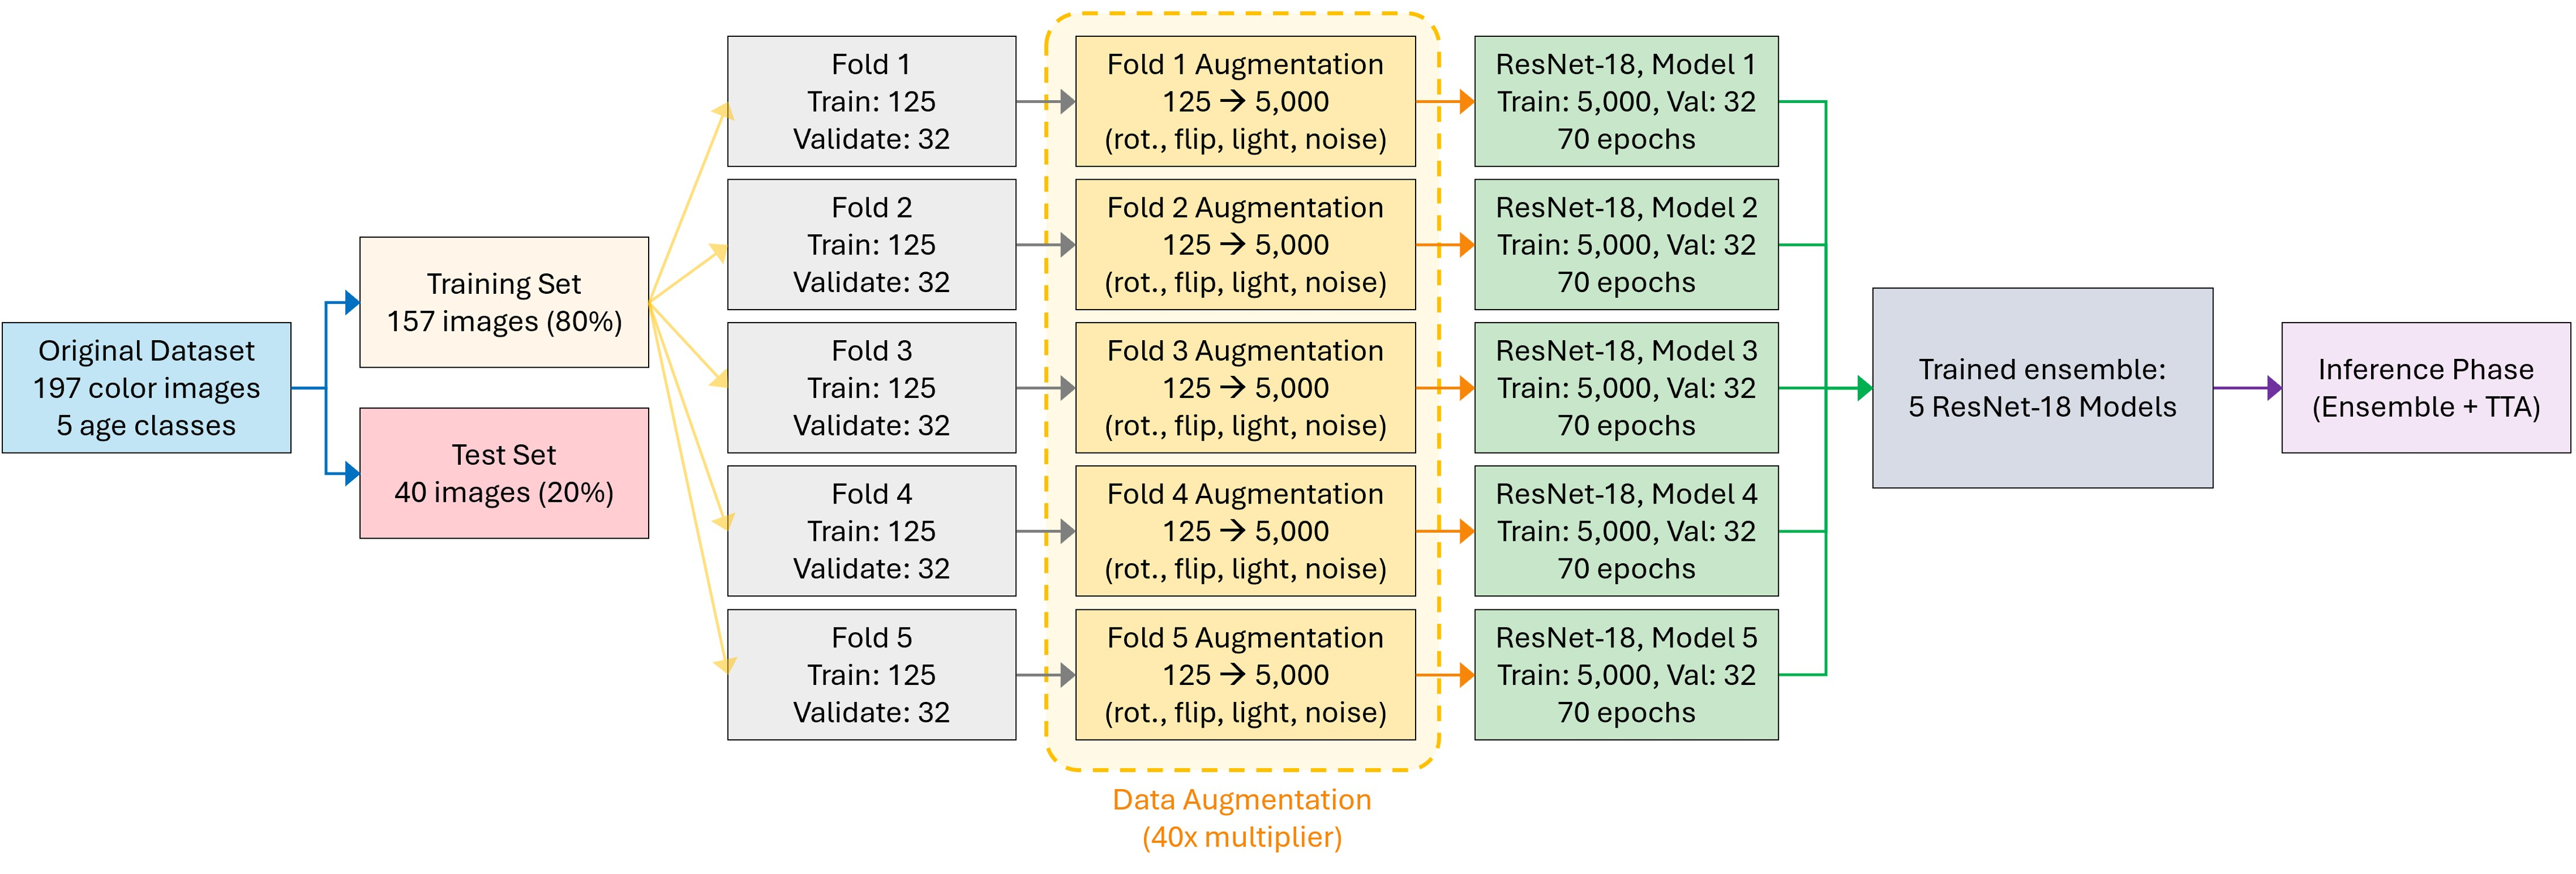 Original Dataset
197 color images
5 age classes
Training Set
157 images (80%)
Test Set
40 images (20%)
Fold 1
Train: 125
Validate: 32
Fold 2
Train: 125
Validate: 32
Fold 3
Train: 125
Validate: 32
Fold 4
Train: 125
Validate: 32
Fold 5
Train: 125
Validate: 32
Fold 1 Augmentation
125 → 5,000
(rot., flip, light, noise)
Fold 2 Augmentation
125 → 5,000
(rot., flip, light, noise)
Fold 3 Augmentation
125 → 5,000
(rot., flip, light, noise)
Fold 4 Augmentation
125 → 5,000
(rot., flip, light, noise)
Fold 5 Augmentation
125 → 5,000
(rot., flip, light, noise)
Data Augmentation
(40x multiplier)
ResNet-18, Model 1
Train: 5,000, Val: 32
70 epochs
ResNet-18, Model 2
Train: 5,000, Val: 32
70 epochs
ResNet-18, Model 3
Train: 5,000, Val: 32
70 epochs
ResNet-18, Model 4
Train: 5,000, Val: 32
70 epochs
ResNet-18, Model 5
Train: 5,000, Val: 32
70 epochs
Trained ensemble:
5 ResNet-18 Models
Inference Phase
(Ensemble + TTA)